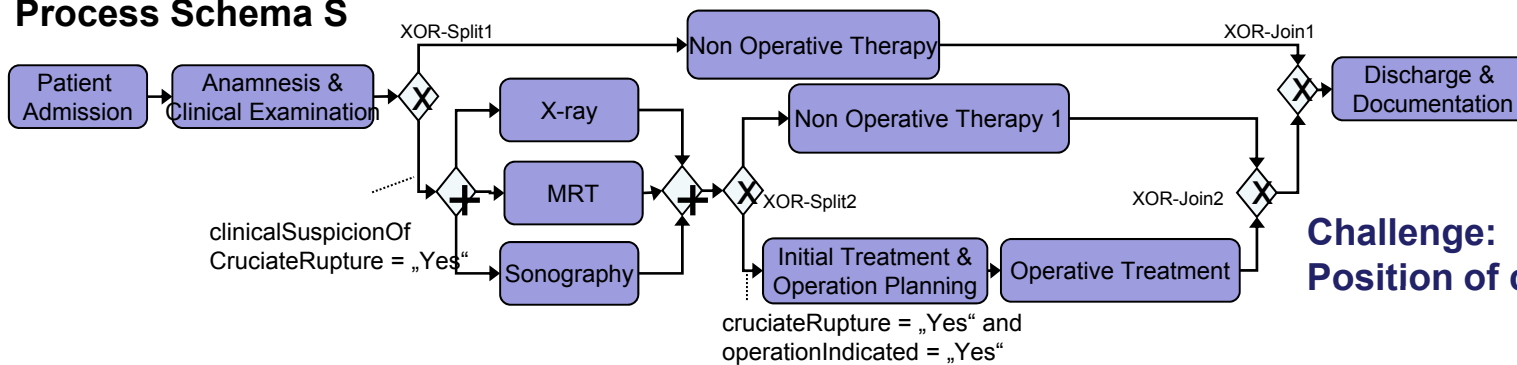 Process Schema S
XOR-Split1
XOR-Join1
Non Operative Therapy
Patient
Admission
Anamnesis &
Clinical Examination
X
X
Discharge &
Documentation
X-ray
Non Operative Therapy 1
MRT
+
+
X
XOR-Split2
XOR-Join2
X
clinicalSuspicionOf
CruciateRupture = „Yes“
Sonography
Initial Treatment &
Operation Planning
Operative Treatment
Challenge:
Position of
cruciateRupture = „Yes“ and
operationIndicated = „Yes“